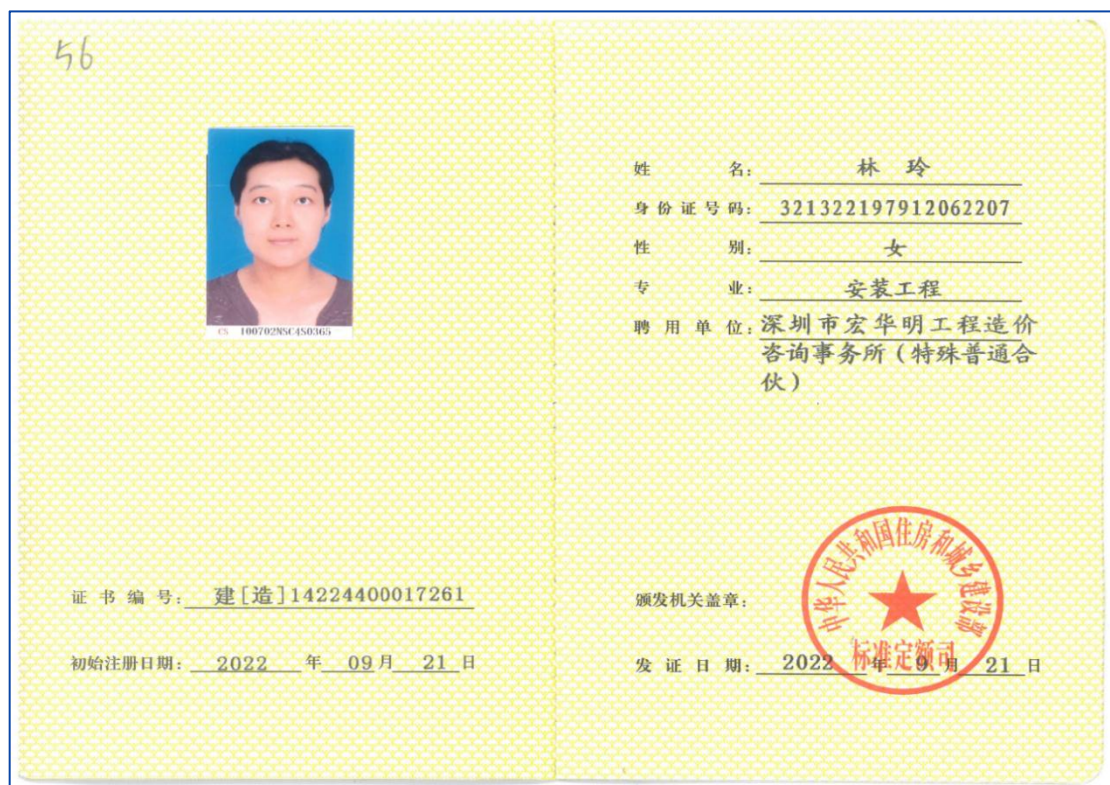 56
CS 100702NSC4S0365
证书编号: 建[造]14224400017261
初始注册日期: 2022 年 09 月 21 日
姓名: 林 玲
身份证号码: 321322197912062207
性别: 女
专业: 安装工程
聘用单位: 深圳市宏华明工程造价
咨询事务所(特殊普通合
伙)
颁发机关盖章:
中华人民共和国住房和城乡建设部
标准定额司
发证日期: 2022 年 9 月 21 日